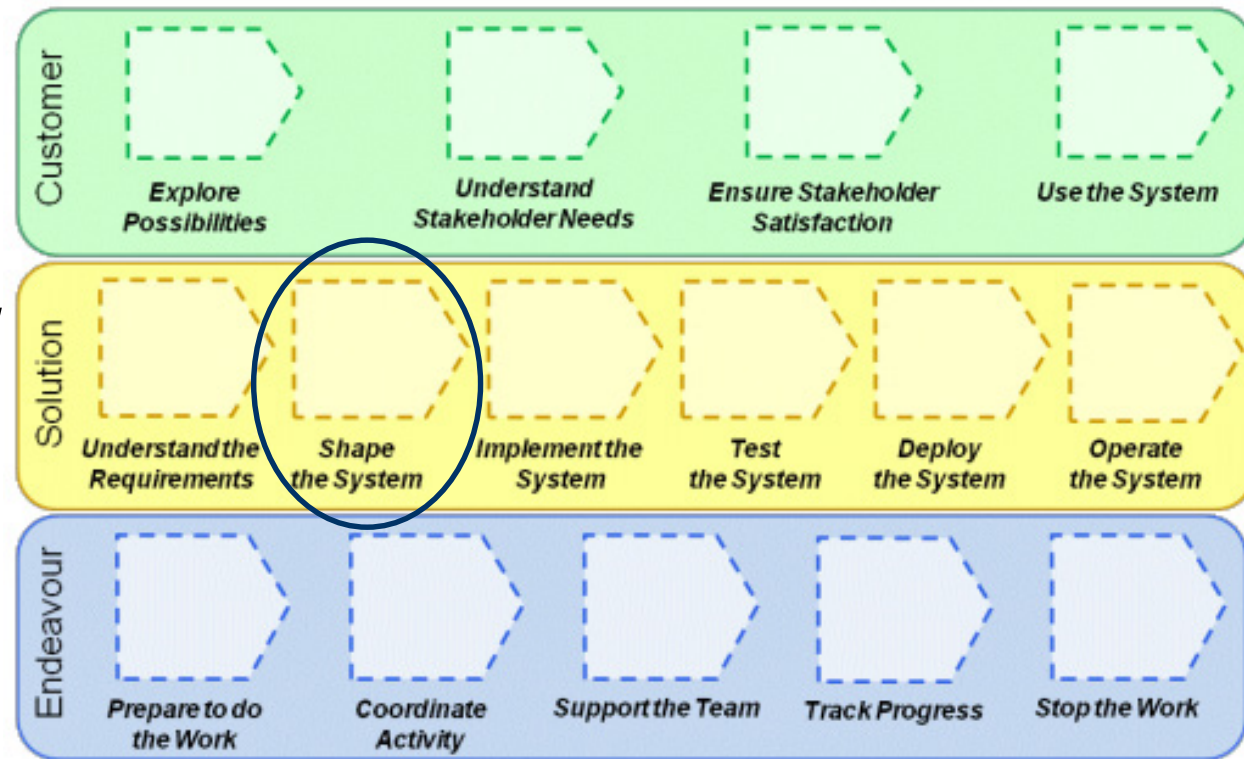 Customer
Explore
Possibilities
Understand
Stakeholder Needs
Ensure Stakeholder
Satisfaction
Use the System
Solution
Understand the
Requirements
Shape
the System
Implement the
System
Test
the System
Deploy
the System
Operate
the System
Endeavour
Prepare to do
the Work
Coordinate
Activity
Support the Team
Track Progress
Stop the Work